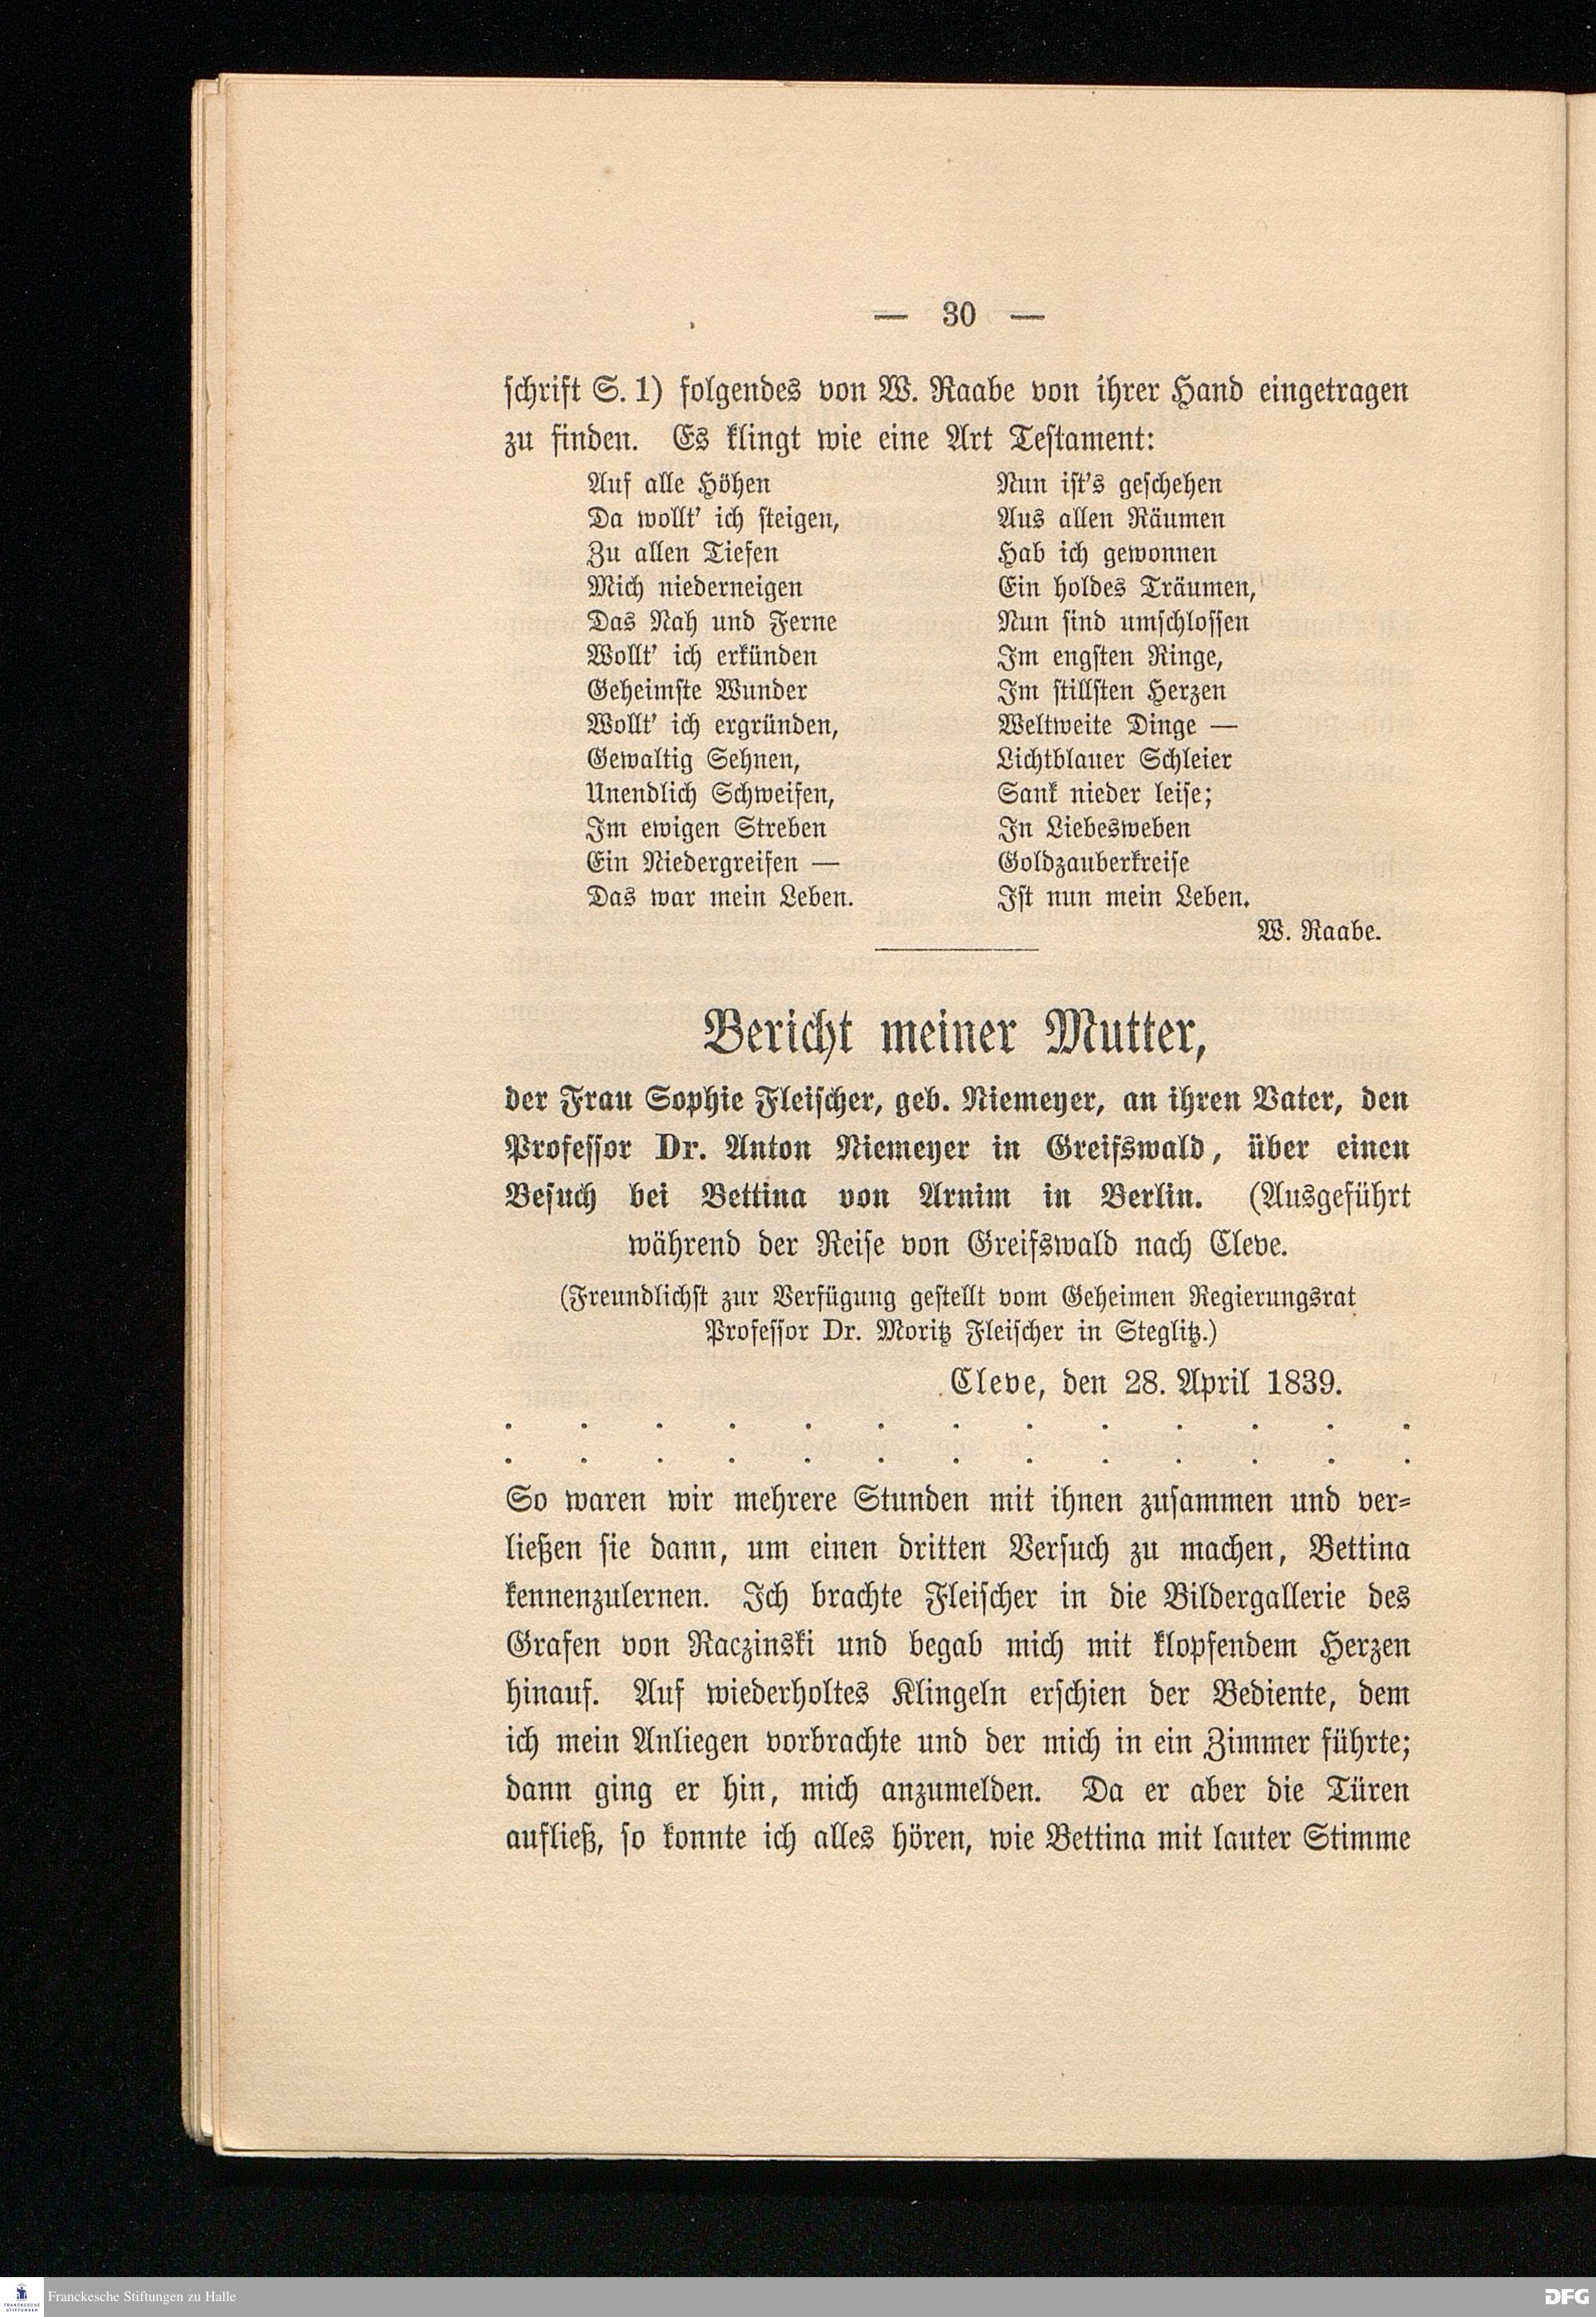 — 30 —
schrift S. 1) folgendes von W. Raabe von ihrer Hand eingetragen
zu finden. Es klingt wie eine Art Testament:
Auf alle Höhen
Da wollt' ich steigen,
Zu allen Tiefen
Mich niederneigen
Das Nah und Ferne
Wollt' ich erkünden
Geheimste Wunder
Wollt' ich ergründen,
Gewaltig Sehnen,
Unendlich Schweifen,
Im ewigen Streben
Ein Niedergreifen —
Das war mein Leben.
Nun ist's geschehen
Aus allen Räumen
Hab ich gewonnen
Ein holdes Träumen,
Nun sind umschlossen
Im engsten Ringe,
Im stillsten Herzen
Weltweite Dinge —
Lichtblauer Schleier
Sank nieder leise;
In Liebesweben
Goldzauberkreise
Ist nun mein Leben.
W. Raabe.
Bericht meiner Mutter,
der Frau Sophie Fleischer, geb. Niemeyer, an ihren Vater, den
Professor Dr. Anton Niemeyer in Greifswald, über einen
Besuch bei Bettina von Arnim in Berlin. (Ausgeführt
während der Reise von Greifswald nach Cleve.
(Freundlichst zur Verfügung gestellt vom Geheimen Regierungsrat
Professor Dr. Moritz Fleischer in Steglitz.)
Cleve, den 28. April 1839.
. . . . . . . . . . . . .
. . . . . . . . . . . . .
So waren wir mehrere Stunden mit ihnen zusammen und ver-
ließen sie dann, um einen dritten Versuch zu machen, Bettina
kennenzulernen. Ich brachte Fleischer in die Bildergallerie des
Grafen von Raczinski und begab mich mit klopfendem Herzen
hinauf. Auf wiederholtes Klingeln erschien der Bediente, dem
ich mein Anliegen vorbrachte und der mich in ein Zimmer führte;
dann ging er hin, mich anzumelden. Da er aber die Türen
aufließ, so konnte ich alles hören, wie Bettina mit lauter Stimme
FRANCKESCHE
STIFTUNGEN
Franckesche Stiftungen zu Halle
DFG